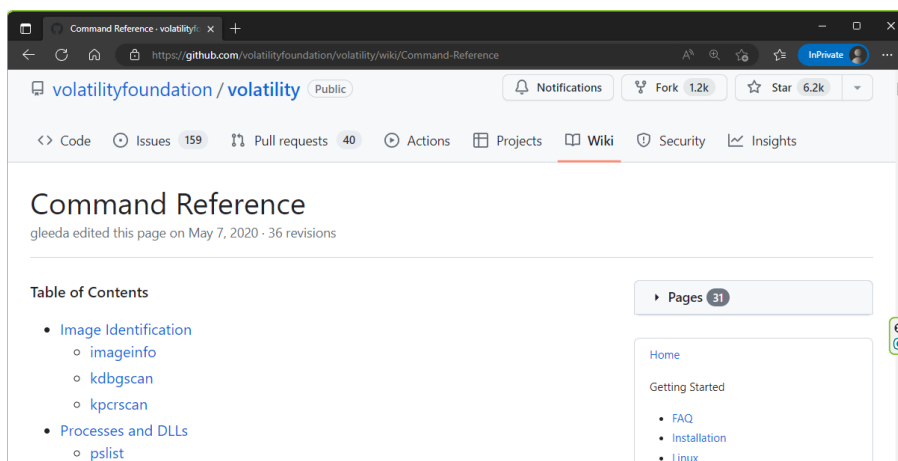 Command Reference · volatilityfo
https://github.com/volatilityfoundation/volatility/wiki/Command-Reference
InPrivate
volatilityfoundation / volatility Public
Notifications
Fork 1.2k
Star 6.2k
Code
Issues 159
Pull requests 40
Actions
Projects
Wiki
Security
Insights
Command Reference
gleeda edited this page on May 7, 2020 · 36 revisions
Table of Contents
Image Identification
imageinfo
kdbgscan
kpcrscan
Processes and DLLs
pslist
Pages 31
Home
Getting Started
FAQ
Installation
Linux